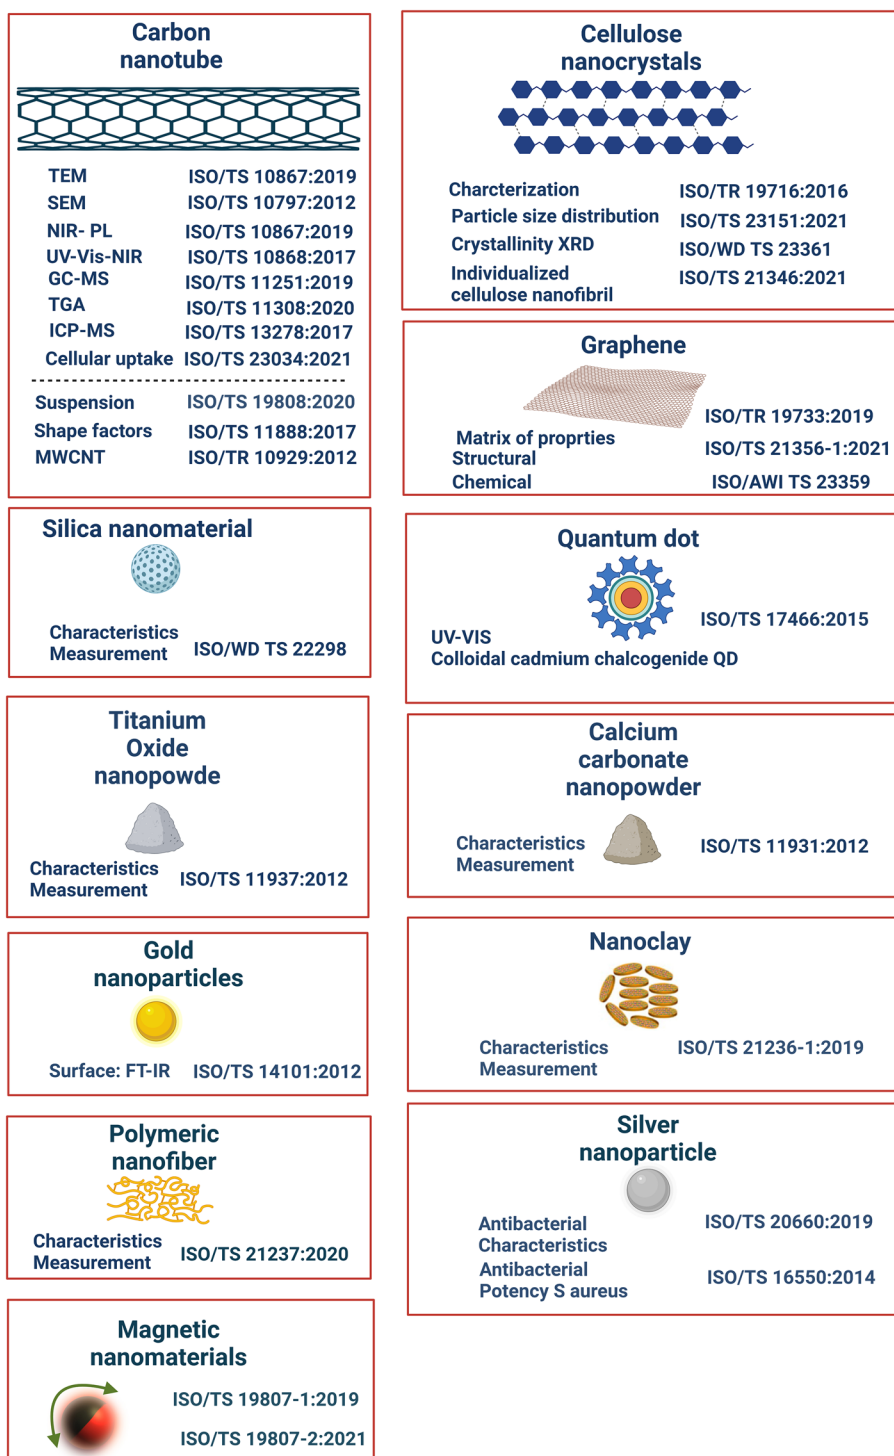 Carbon
nanotube
TEM ISO/TS 10867:2019
SEM ISO/TS 10797:2012
NIR- PL ISO/TS 10867:2019
UV-Vis-NIR ISO/TS 10868:2017
GC-MS ISO/TS 11251:2019
TGA ISO/TS 11308:2020
ICP-MS ISO/TS 13278:2017
Cellular uptake ISO/TS 23034:2021
Suspension ISO/TS 19808:2020
Shape factors ISO/TS 11888:2017
MWCNT ISO/TR 10929:2012
Cellulose
nanocrystals
Charcterization ISO/TR 19716:2016
Particle size distribution ISO/TS 23151:2021
Crystallinity XRD ISO/WD TS 23361
Individualized ISO/TS 21346:2021
cellulose nanofibril
Graphene
ISO/TR 19733:2019
Matrix of proprties
Structural ISO/TS 21356-1:2021
Chemical ISO/AWI TS 23359
Silica nanomaterial
Characteristics
Measurement ISO/WD TS 22298
Quantum dot
ISO/TS 17466:2015
UV-VIS
Colloidal cadmium chalcogenide QD
Titanium
Oxide
nanopowde
Characteristics
Measurement ISO/TS 11937:2012
Calcium
carbonate
nanopowder
Characteristics ISO/TS 11931:2012
Measurement
Gold
nanoparticles
Surface: FT-IR ISO/TS 14101:2012
Nanoclay
Characteristics ISO/TS 21236-1:2019
Measurement
Polymeric
nanofiber
Characteristics
Measurement ISO/TS 21237:2020
Silver
nanoparticle
Antibacterial ISO/TS 20660:2019
Characteristics
Antibacterial ISO/TS 16550:2014
Potency S aureus
Magnetic
nanomaterials
ISO/TS 19807-1:2019
ISO/TS 19807-2:2021